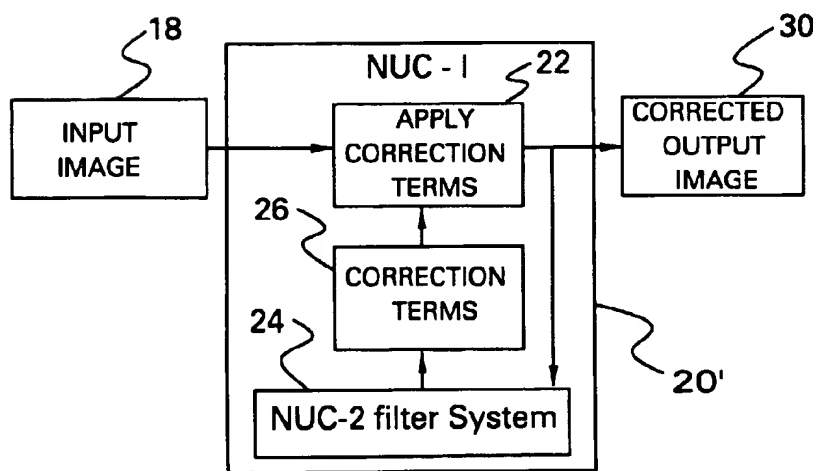 18
30
NUC - I
22
INPUT
IMAGE
APPLY
CORRECTION
TERMS
CORRECTED
OUTPUT
IMAGE
26
CORRECTION
TERMS
24
20'
NUC-2 filter System